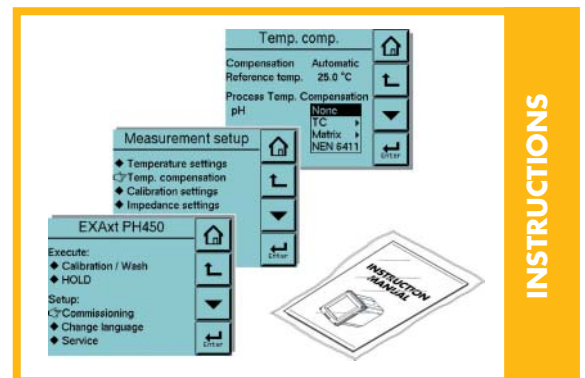 Temp. comp.
Compensation Automatic
Reference temp. 25.0 °C
Process Temp. Compensation
pH None
TC
Matrix
NEN 6411
Enter
Measurement setup
Temperature settings
Temp. compensation
Calibration settings
Impedance settings
Enter
EXAxt PH450
Execute:
Calibration / Wash
HOLD
Setup:
Commissioning
Change language
Service
Enter
INSTRUCTION
MANUAL
INSTRUCTIONS